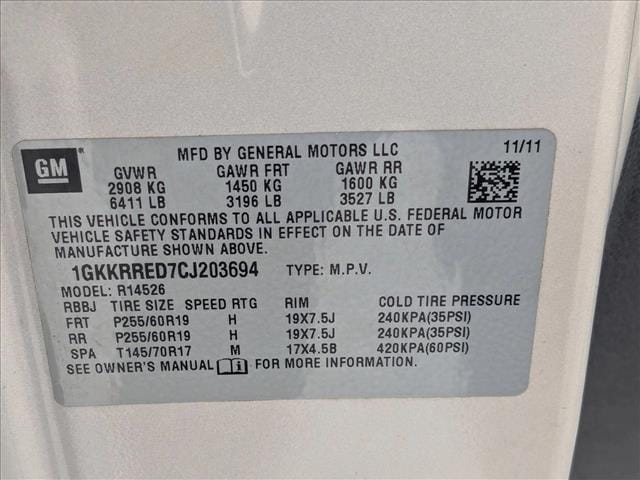 GM
MFD BY GENERAL MOTORS LLC 11/11
GVWR GAWR FRT GAWR RR
2908 KG 1450 KG 1600 KG
6411 LB 3196 LB 3527 LB
THIS VEHICLE CONFORMS TO ALL APPLICABLE U.S. FEDERAL MOTOR
VEHICLE SAFETY STANDARDS IN EFFECT ON THE DATE OF
MANUFACTURE SHOWN ABOVE.
1GKKRRED7CJ203694 TYPE: M.P.V.
MODEL: R14526
RBBJ TIRE SIZE SPEED RTG RIM COLD TIRE PRESSURE
FRT P255/60R19 H 19X7.5J 240KPA(35PSI)
RR P255/60R19 H 19X7.5J 240KPA(35PSI)
SPA T145/70R17 M 17X4.5B 420KPA(60PSI)
SEE OWNER'S MANUAL FOR MORE INFORMATION.